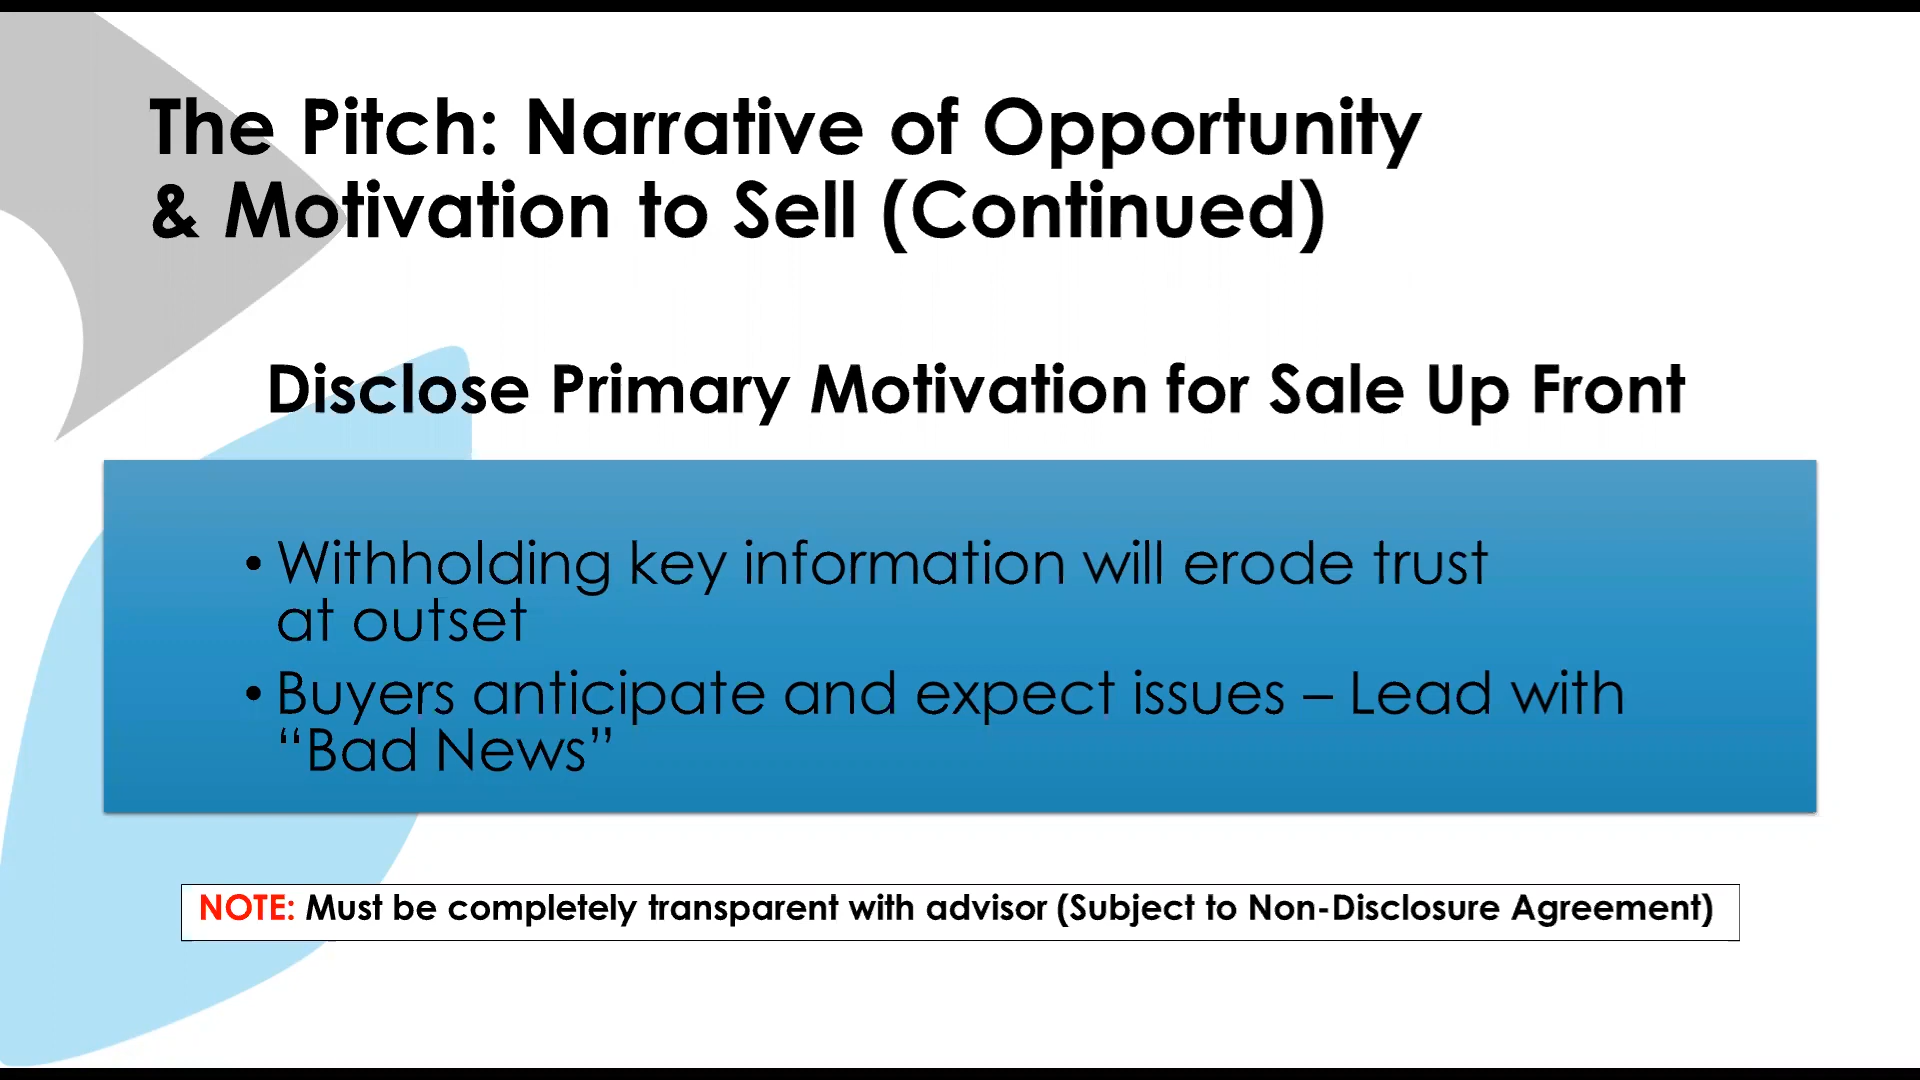 The Pitch: Narrative of Opportunity
& Motivation to Sell (Continued)
Disclose Primary Motivation for Sale Up Front
• Withholding key information will erode trust
at outset
• Buyers anticipate and expect issues – Lead with
“Bad News”
NOTE: Must be completely transparent with advisor (Subject to Non-Disclosure Agreement)